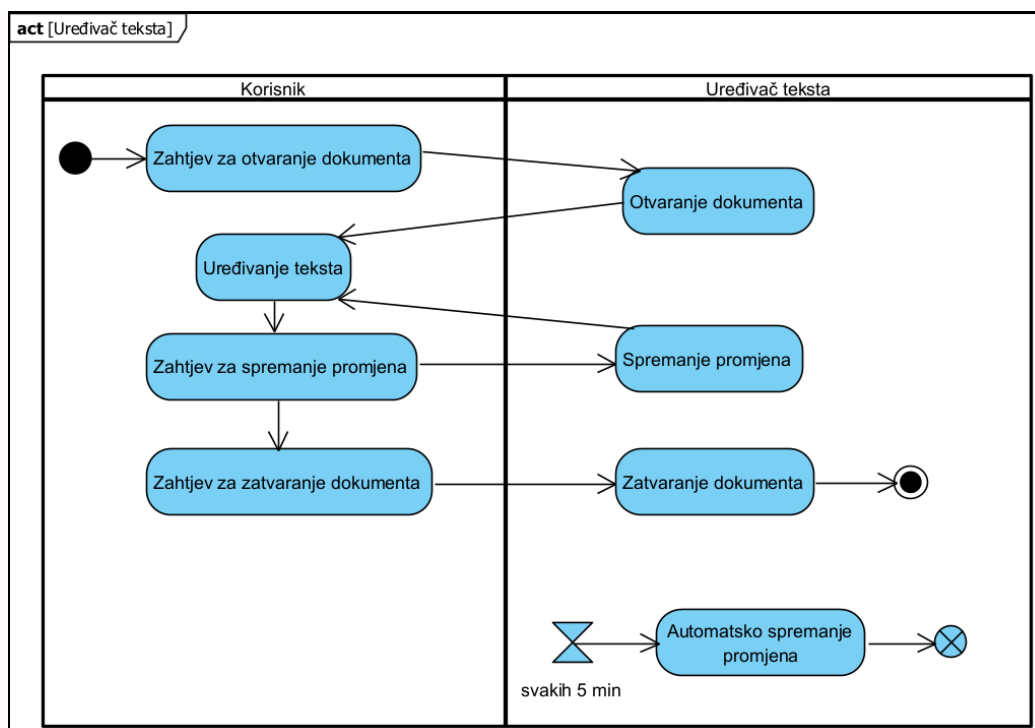 act [Uređivač teksta]
Korisnik
Uređivač teksta
Zahtjev za otvaranje dokumenta
Otvaranje dokumenta
Uređivanje teksta
Zahtjev za spremanje promjena
Spremanje promjena
Zahtjev za zatvaranje dokumenta
Zatvaranje dokumenta
Automatsko spremanje
promjena
svakih 5 min